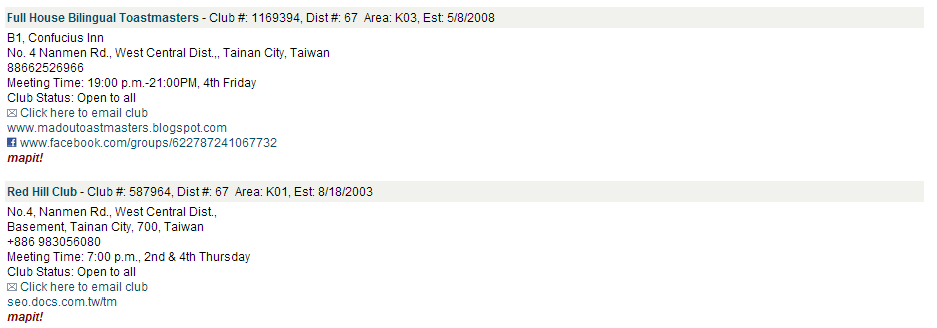 Full House Bilingual Toastmasters - Club #: 1169394, Dist #: 67 Area: K03, Est: 5/8/2008
B1, Confucius Inn
No. 4 Nanmen Rd., West Central Dist.,, Tainan City, Taiwan
88662526966
Meeting Time: 19:00 p.m.-21:00PM, 4th Friday
Club Status: Open to all
Click here to email club
www.madoutoastmasters.blogspot.com
www.facebook.com/groups/622787241067732
mapit!
Red Hill Club - Club #: 587964, Dist #: 67 Area: K01, Est: 8/18/2003
No.4, Nanmen Rd., West Central Dist.,
Basement, Tainan City, 700, Taiwan
+886 983056080
Meeting Time: 7:00 p.m., 2nd & 4th Thursday
Club Status: Open to all
Click here to email club
seo.docs.com.tw/tm
mapit!